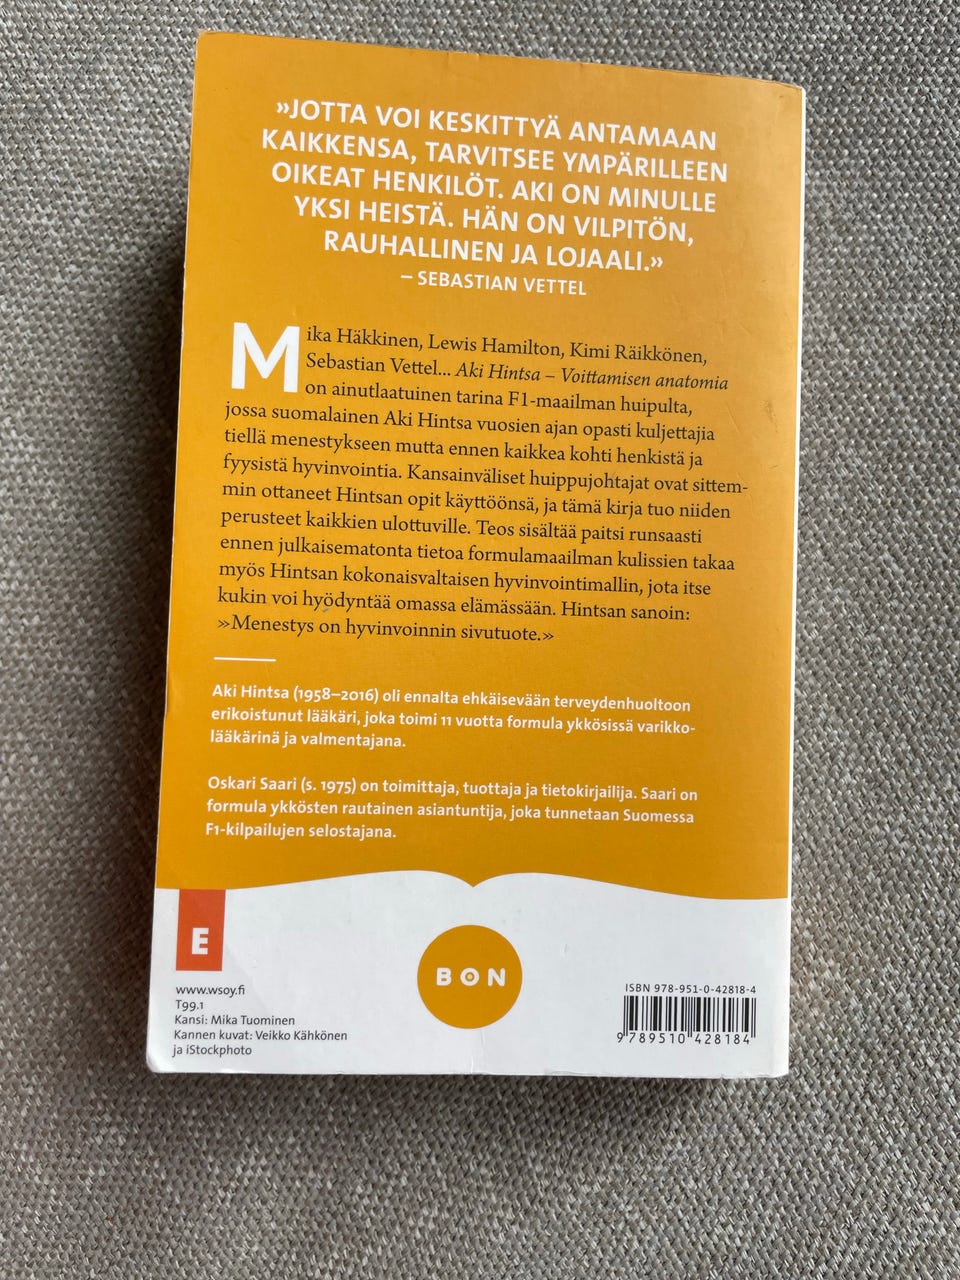 »JOTTA VOI KESKITTYÄ ANTAMAAN
KAIKKENSA, TARVITSEE YMPÄRILLEEN
OIKEAT HENKILÖT. AKI ON MINULLE
YKSI HEISTÄ. HÄN ON VILPITÖN,
RAUHALLINEN JA LOJAALI.»
– SEBASTIAN VETTEL
Mika Häkkinen, Lewis Hamilton, Kimi Räikkönen,
Sebastian Vettel... Aki Hintsa – Voittamisen anatomia
on ainutlaatuinen tarina F1-maailman huipulta,
jossa suomalainen Aki Hintsa vuosien ajan opasti kuljettajia
tiellä menestykseen mutta ennen kaikkea kohti henkistä ja
fyysistä hyvinvointia. Kansainväliset huippujohtajat ovat sittem-
min ottaneet Hintsan opit käyttöönsä, ja tämä kirja tuo niiden
perusteet kaikkien ulottuville. Teos sisältää paitsi runsaasti
ennen julkaisematonta tietoa formulamaailman kulissien takaa
myös Hintsan kokonaisvaltaisen hyvinvointimallin, jota itse
kukin voi hyödyntää omassa elämässään. Hintsan sanoin:
»Menestys on hyvinvoinnin sivutuote.»
Aki Hintsa (1958–2016) oli ennalta ehkäisevään terveydenhuoltoon
erikoistunut lääkäri, joka toimi 11 vuotta formula ykkösissä varikko-
lääkärinä ja valmentajana.
Oskari Saari (s. 1975) on toimittaja, tuottaja ja tietokirjailija. Saari on
formula ykkösten rautainen asiantuntija, joka tunnetaan Suomessa
F1-kilpailujen selostajana.
E
www.wsoy.fi
T99.1
Kansi: Mika Tuominen
Kannen kuvat: Veikko Kähkönen
ja iStockphoto
BON
ISBN 978-951-0-42818-4
9 789510 428184